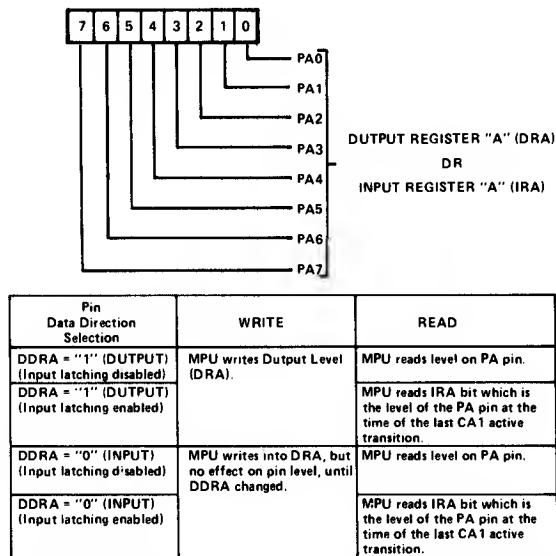 7 6 5 4 3 2 1 0
PA0
PA1
PA2
PA3
PA4
PA5
PA6
PA7
DUTPUT REGISTER "A" (DRA)
DR
INPUT REGISTER "A" (IRA)
Pin
Data Direction
Selection
WRITE
READ
DDRA = "1" (DUTPUT)
(Input latching disabled)
MPU writes Dutput Level
(DRA).
MPU reads level on PA pin.
DDRA = "1" (DUTPUT)
(Input latching enabled)
MPU reads IRA bit which is
the level of the PA pin at the
time of the last CA1 active
transition.
DDRA = "0" (INPUT)
(Input latching disabled)
MPU writes into DRA, but
no effect on pin level, until
DDRA changed.
MPU reads level on PA pin.
DDRA = "0" (INPUT)
(Input latching enabled)
MPU reads IRA bit which is
the level of the PA pin at the
time of the last CA1 active
transition.